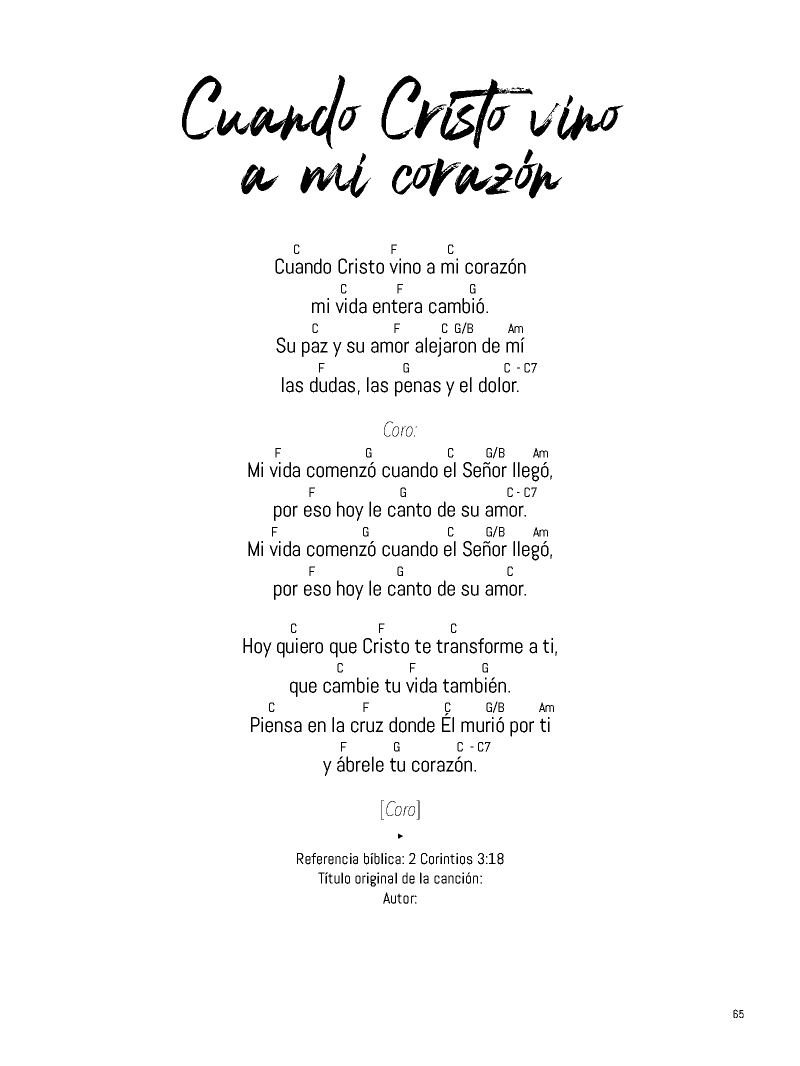 Cuando Cristo vino
a mi corazón
C F C
Cuando Cristo vino a mi corazón
C F G
mi vida entera cambió.
C F C G/B Am
Su paz y su amor alejaron de mí
F G C - C7
las dudas, las penas y el dolor.
Coro:
F G C G/B Am
Mi vida comenzó cuando el Señor llegó,
F G C - C7
por eso hoy le canto de su amor.
F G C G/B Am
Mi vida comenzó cuando el Señor llegó,
F G C
por eso hoy le canto de su amor.
C F C
Hoy quiero que Cristo te transforme a ti,
C F G
que cambie tu vida también.
C F C G/B Am
Piensa en la cruz donde Él murió por ti
F G C - C7
y ábrele tu corazón.
[Coro]
Referencia bíblica: 2 Corintios 3:18
Título original de la canción:
Autor:
65